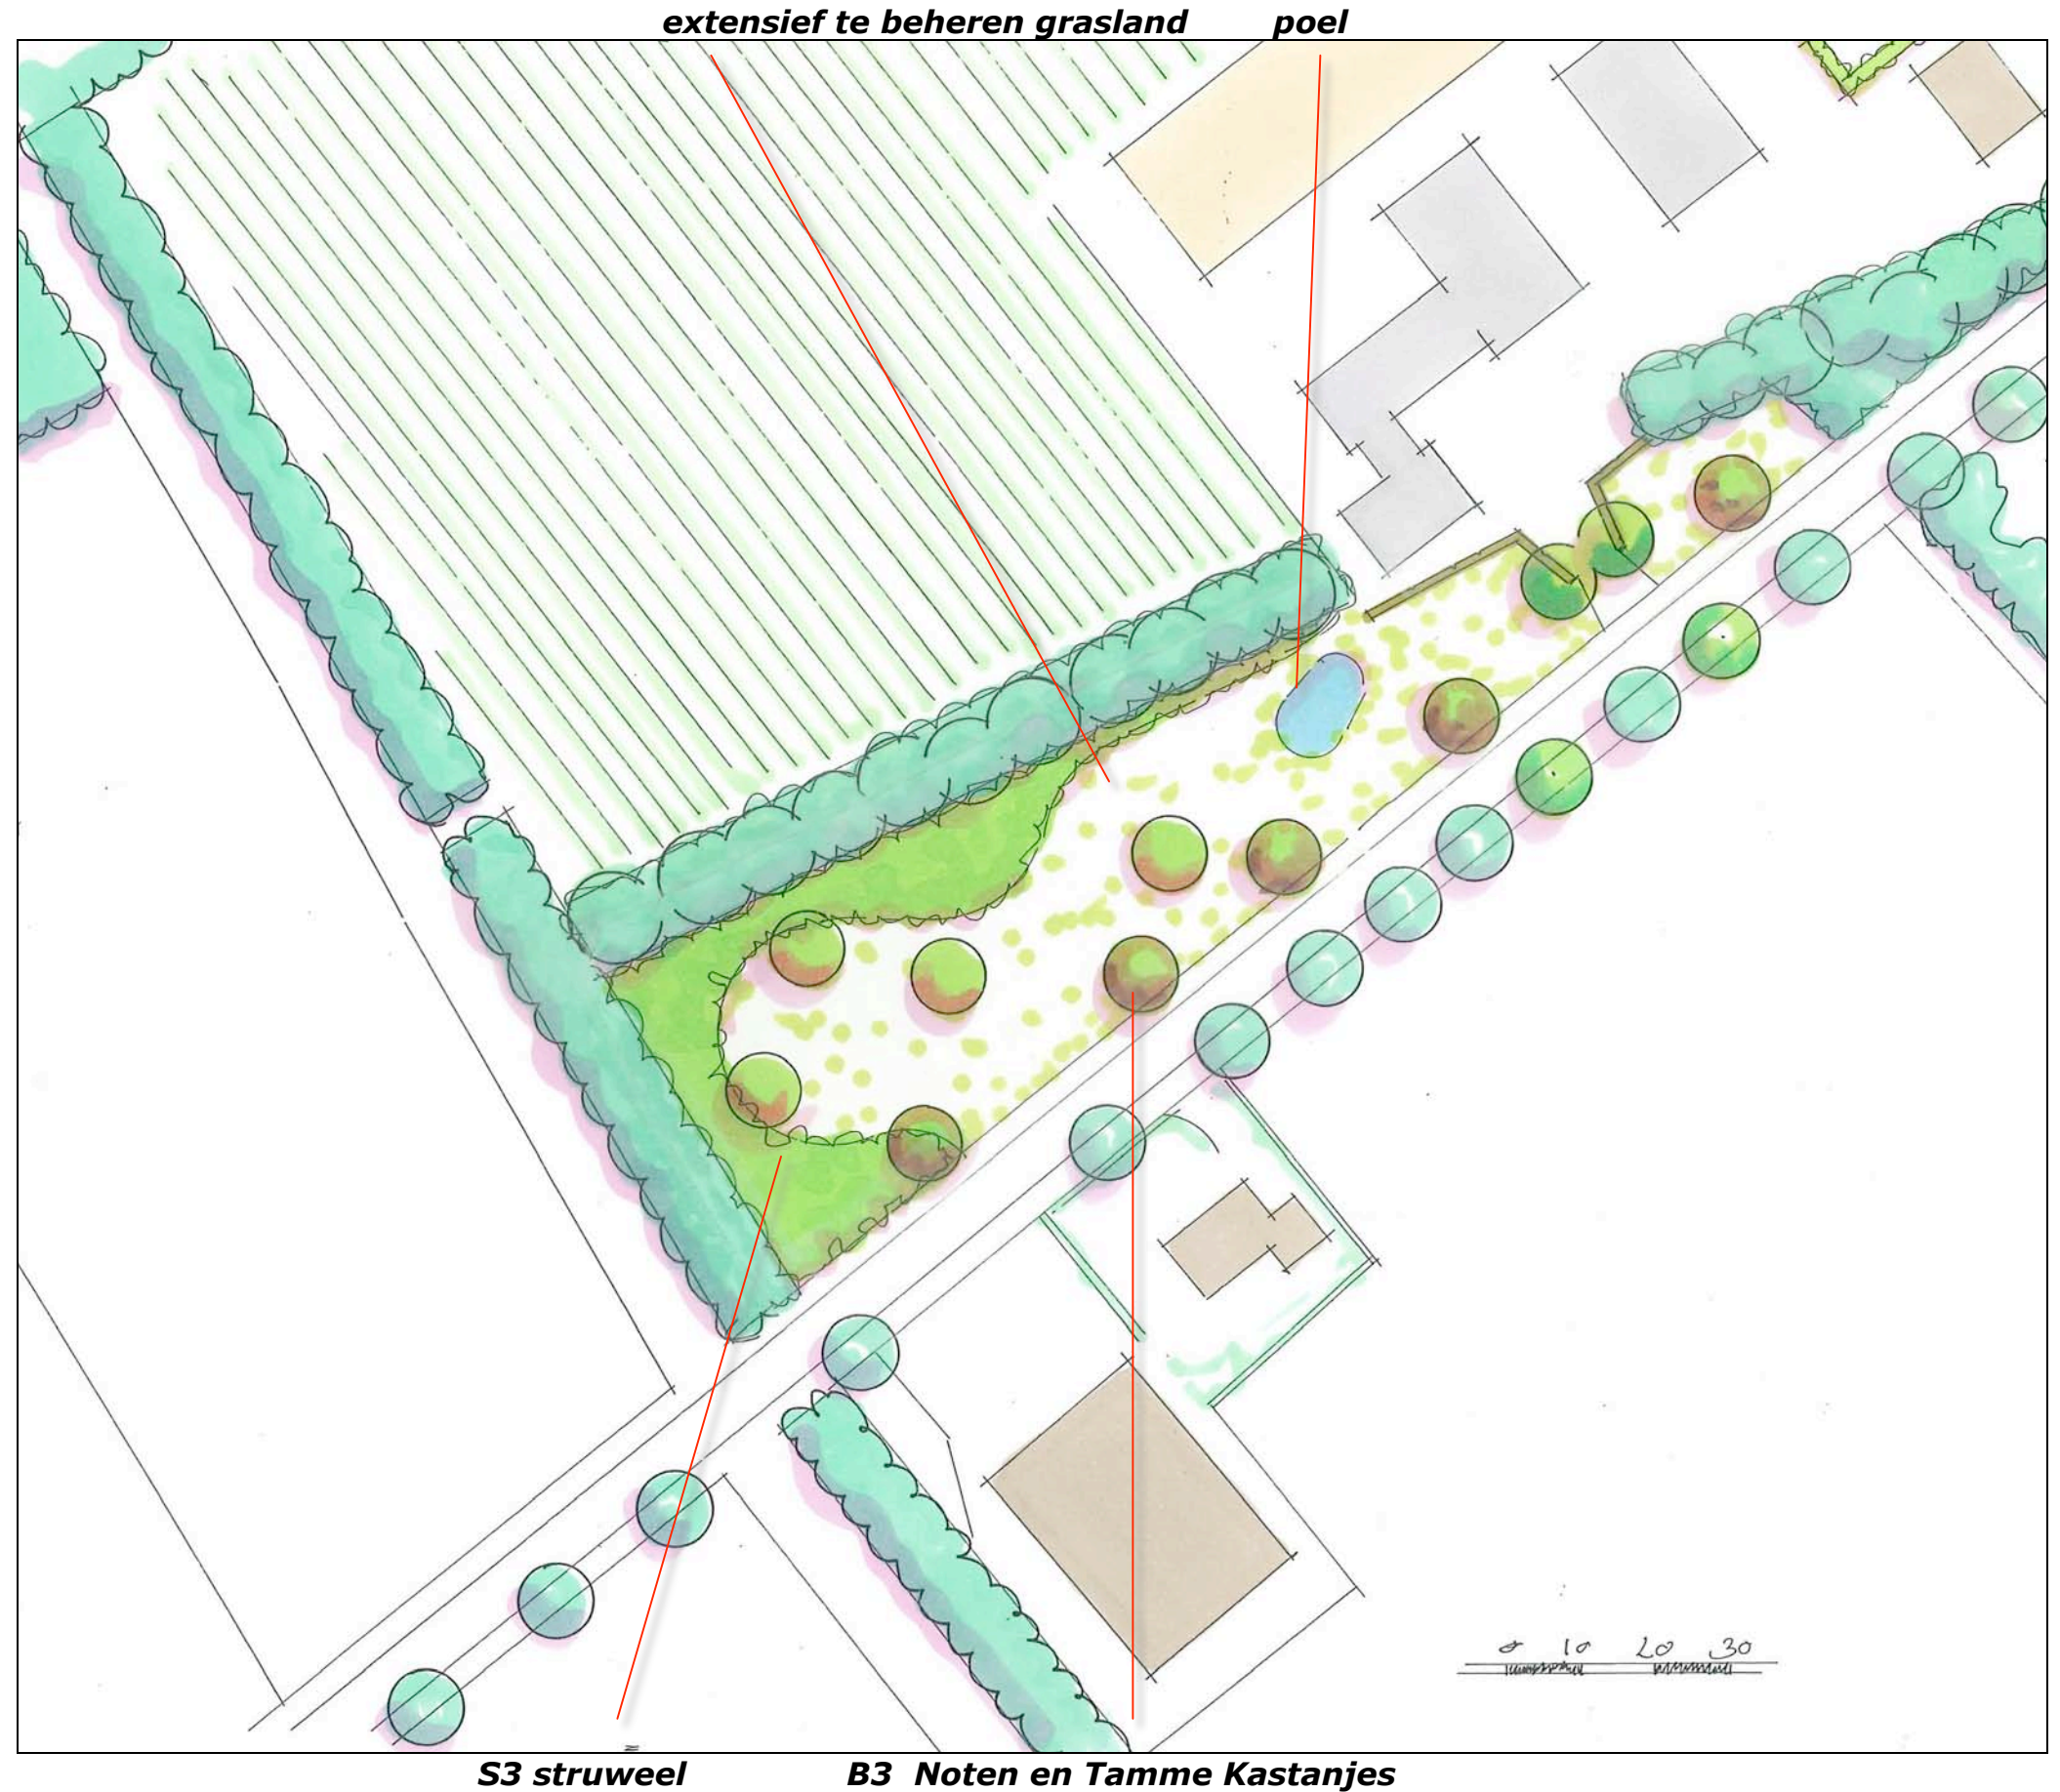 extensief te beheren grasland poel
0 10 20 30
S3 struweel B3 Noten en Tamme Kastanjes